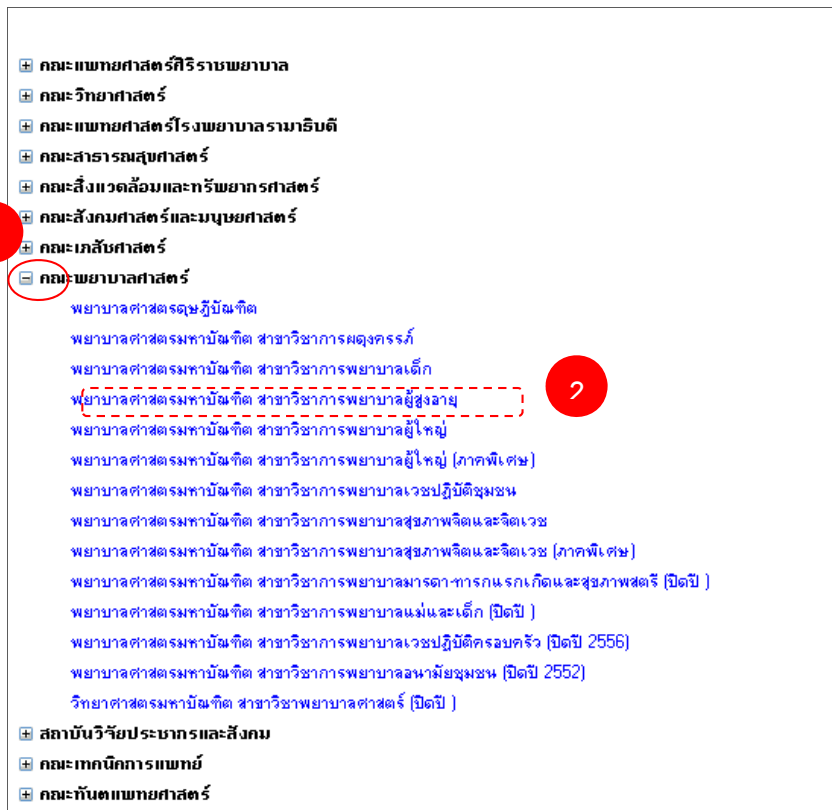 คณะแพทยศาสตร์ศิริราชพยาบาล
คณะวิทยาศาสตร์
คณะแพทยศาสตร์โรงพยาบาลรามาธิบดี
คณะสาธารณสุขศาสตร์
คณะสิ่งแวดล้อมและทรัพยากรศาสตร์
คณะสังคมศาสตร์และมนุษยศาสตร์
คณะเภสัชศาสตร์
คณะพยาบาลศาสตร์
พยาบาลศาสตรดุษฎีบัณฑิต
พยาบาลศาสตรมหาบัณฑิต สาขาวิชาการผดุงครรภ์
พยาบาลศาสตรมหาบัณฑิต สาขาวิชาการพยาบาลเด็ก
พยาบาลศาสตรมหาบัณฑิต สาขาวิชาการพยาบาลผู้สูงอายุ
2
พยาบาลศาสตรมหาบัณฑิต สาขาวิชาการพยาบาลผู้ใหญ่
พยาบาลศาสตรมหาบัณฑิต สาขาวิชาการพยาบาลผู้ใหญ่ (ภาคพิเศษ)
พยาบาลศาสตรมหาบัณฑิต สาขาวิชาการพยาบาลเวชปฏิบัติชุมชน
พยาบาลศาสตรมหาบัณฑิต สาขาวิชาการพยาบาลสุขภาพจิตและจิตเวช
พยาบาลศาสตรมหาบัณฑิต สาขาวิชาการพยาบาลสุขภาพจิตและจิตเวช (ภาคพิเศษ)
พยาบาลศาสตรมหาบัณฑิต สาขาวิชาการพยาบาลมารดา-ทารกแรกเกิดและสุขภาพสตรี (ปิดปี )
พยาบาลศาสตรมหาบัณฑิต สาขาวิชาการพยาบาลแม่และเด็ก (ปิดปี )
พยาบาลศาสตรมหาบัณฑิต สาขาวิชาการพยาบาลเวชปฏิบัติครอบครัว (ปิดปี 2556)
พยาบาลศาสตรมหาบัณฑิต สาขาวิชาการพยาบาลอนามัยชุมชน (ปิดปี 2552)
วิทยาศาสตรมหาบัณฑิต สาขาวิชาพยาบาลศาสตร์ (ปิดปี )
สถาบันวิจัยประชากรและสังคม
คณะเทคนิคการแพทย์
คณะทันตแพทยศาสตร์